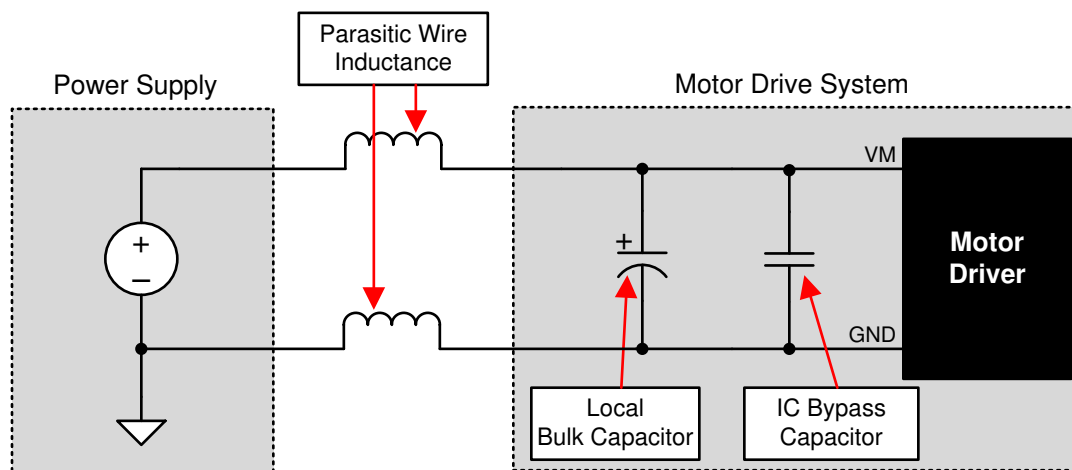 Parasitic Wire
Inductance
Power Supply
Motor Drive System
VM
+
+
–
Motor
Driver
GND
Local
Bulk Capacitor
IC Bypass
Capacitor